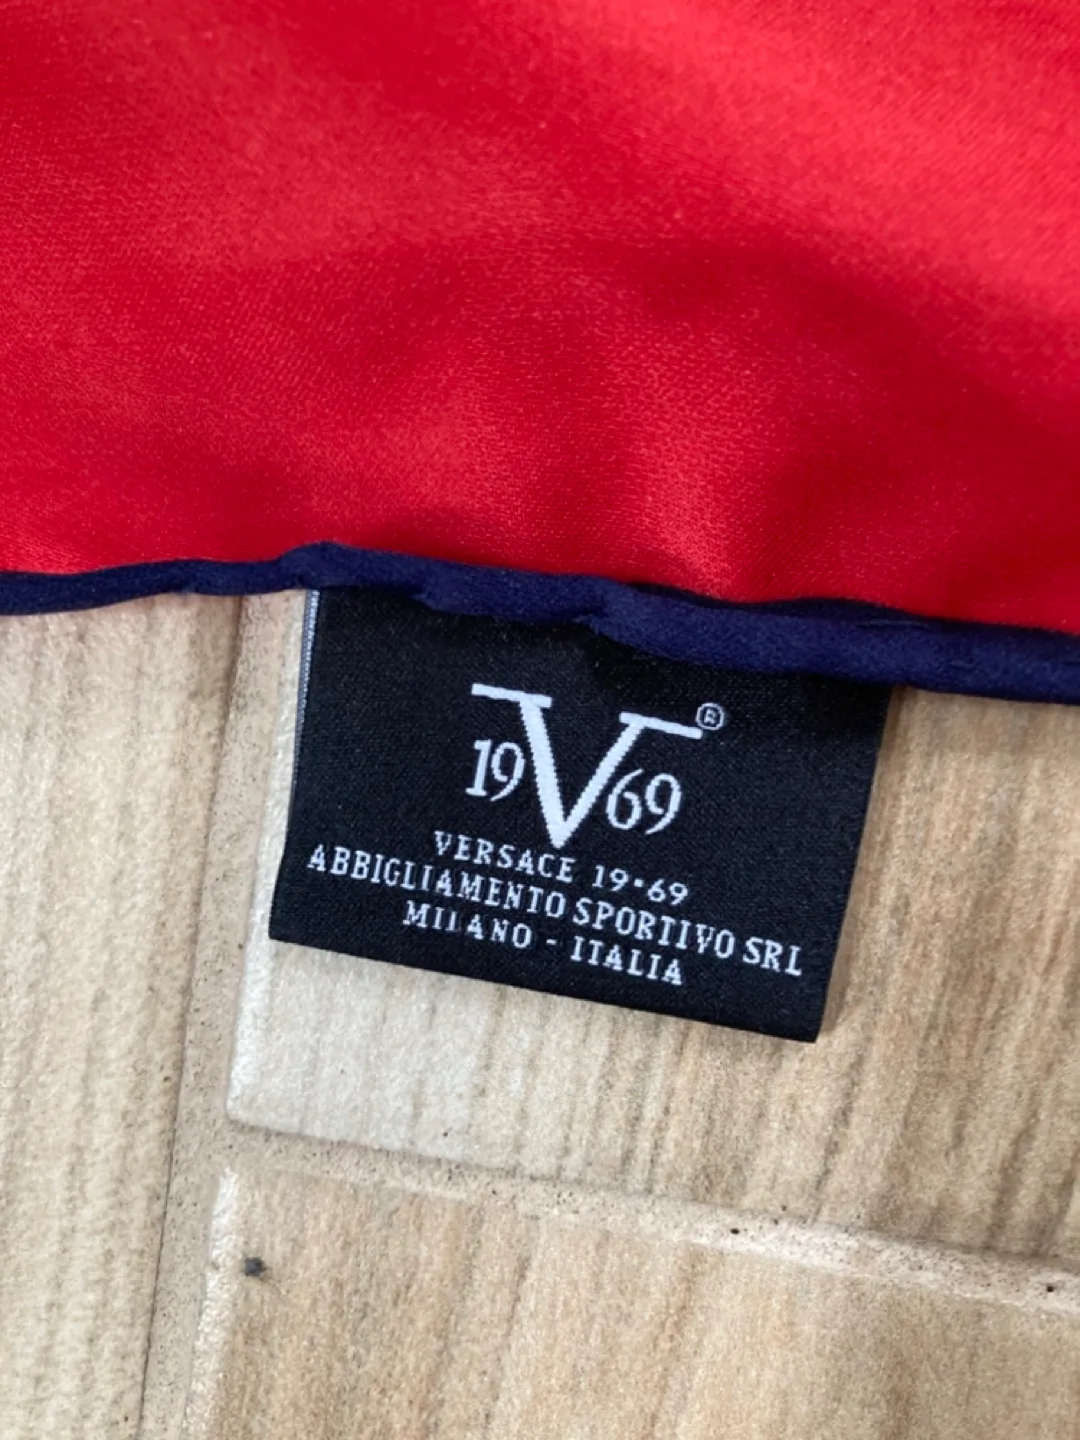 19V69®
VERSACE 19•69
ABBIGLIAMENTO SPORTIVO SRL
MILANO - ITALIA